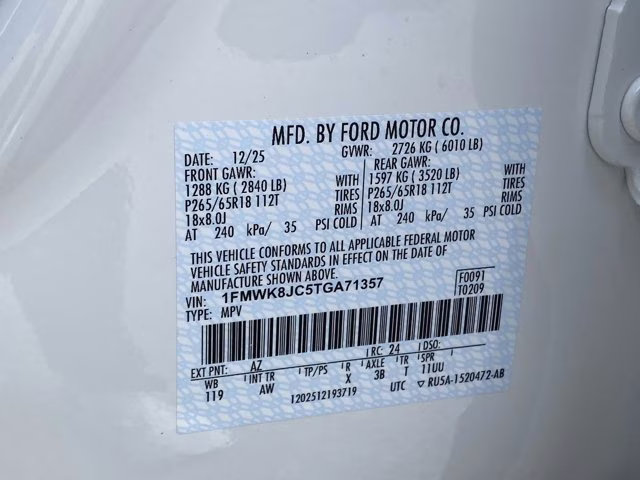 MFD. BY FORD MOTOR CO.
DATE: 12/25 GVWR: 2726 KG ( 6010 LB)
FRONT GAWR: REAR GAWR:
1288 KG ( 2840 LB) WITH 1597 KG ( 3520 LB) WITH
P265/65R18 112T TIRES P265/65R18 112T TIRES
18x8.0J RIMS 18x8.0J RIMS
AT 240 kPa/ 35 PSI COLD AT 240 kPa/ 35 PSI COLD
THIS VEHICLE CONFORMS TO ALL APPLICABLE FEDERAL MOTOR
VEHICLE SAFETY STANDARDS IN EFFECT ON THE DATE OF
MANUFACTURE SHOWN ABOVE.
VIN: 1FMWK8JC5TGA71357 F0091
TYPE: MPV T0209
EXT PNT: AZ RC: 24 DSO:
WB INT TR TP/PS R AXLE TR SPR
119 AW X 3B T 11UU
1202512193719 UTC ▽ RU5A-1520472-AB